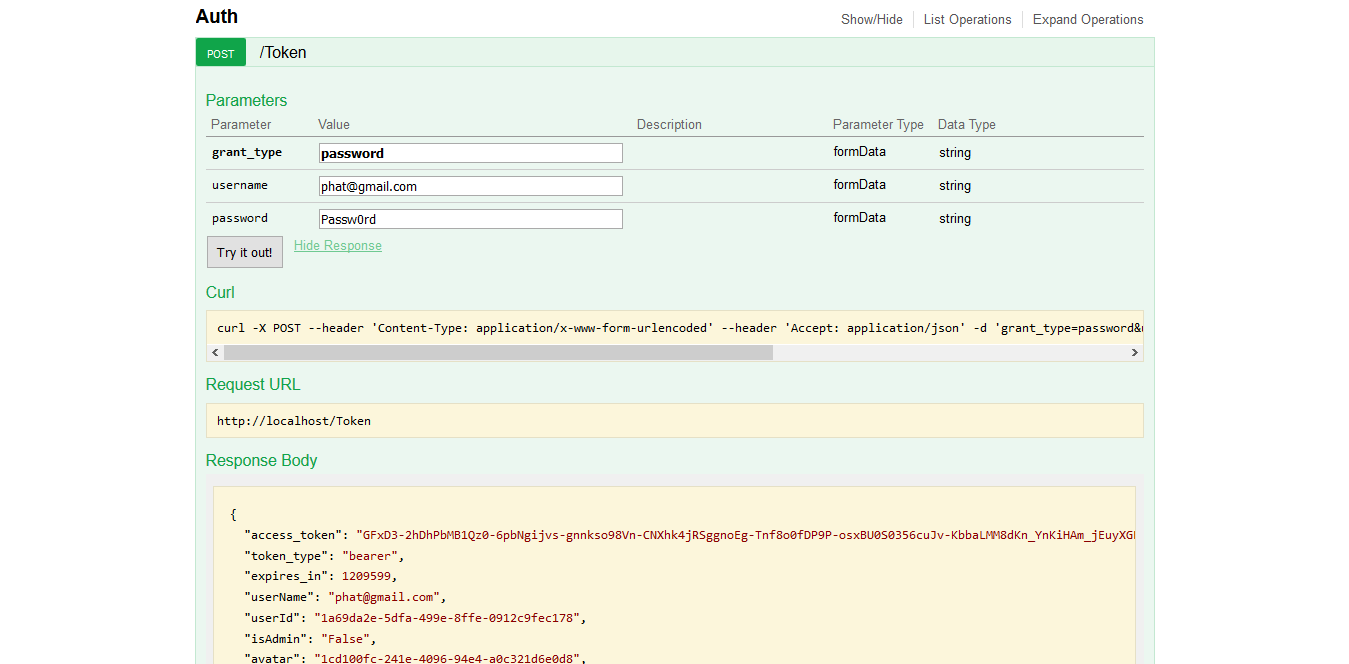 Auth
Show/Hide List Operations Expand Operations
POST /Token
Parameters
Parameter Value Description Parameter Type Data Type
grant_type password formData string
username phat@gmail.com formData string
password Passw0rd formData string
Try it out! Hide Response
Curl
curl -X POST --header 'Content-Type: application/x-www-form-urlencoded' --header 'Accept: application/json' -d 'grant_type=password&
Request URL
http://localhost/Token
Response Body
{
"access_token": "GFxD3-2hDhPbMB1Qz0-6pbNgijvs-gnnkso98Vn-CNXhk4jRSggnoEg-Tnf8o0fDP9P-osxBU0S0356cuJv-KbbaLMM8dKn_YnKiHAm_jEuyXG
"token_type": "bearer",
"expires_in": 1209599,
"userName": "phat@gmail.com",
"userId": "1a69da2e-5dfa-499e-8ffe-0912c9fec178",
"isAdmin": "False",
"avatar": "1cd100fc-241e-4096-94e4-a0c321d6e0d8",